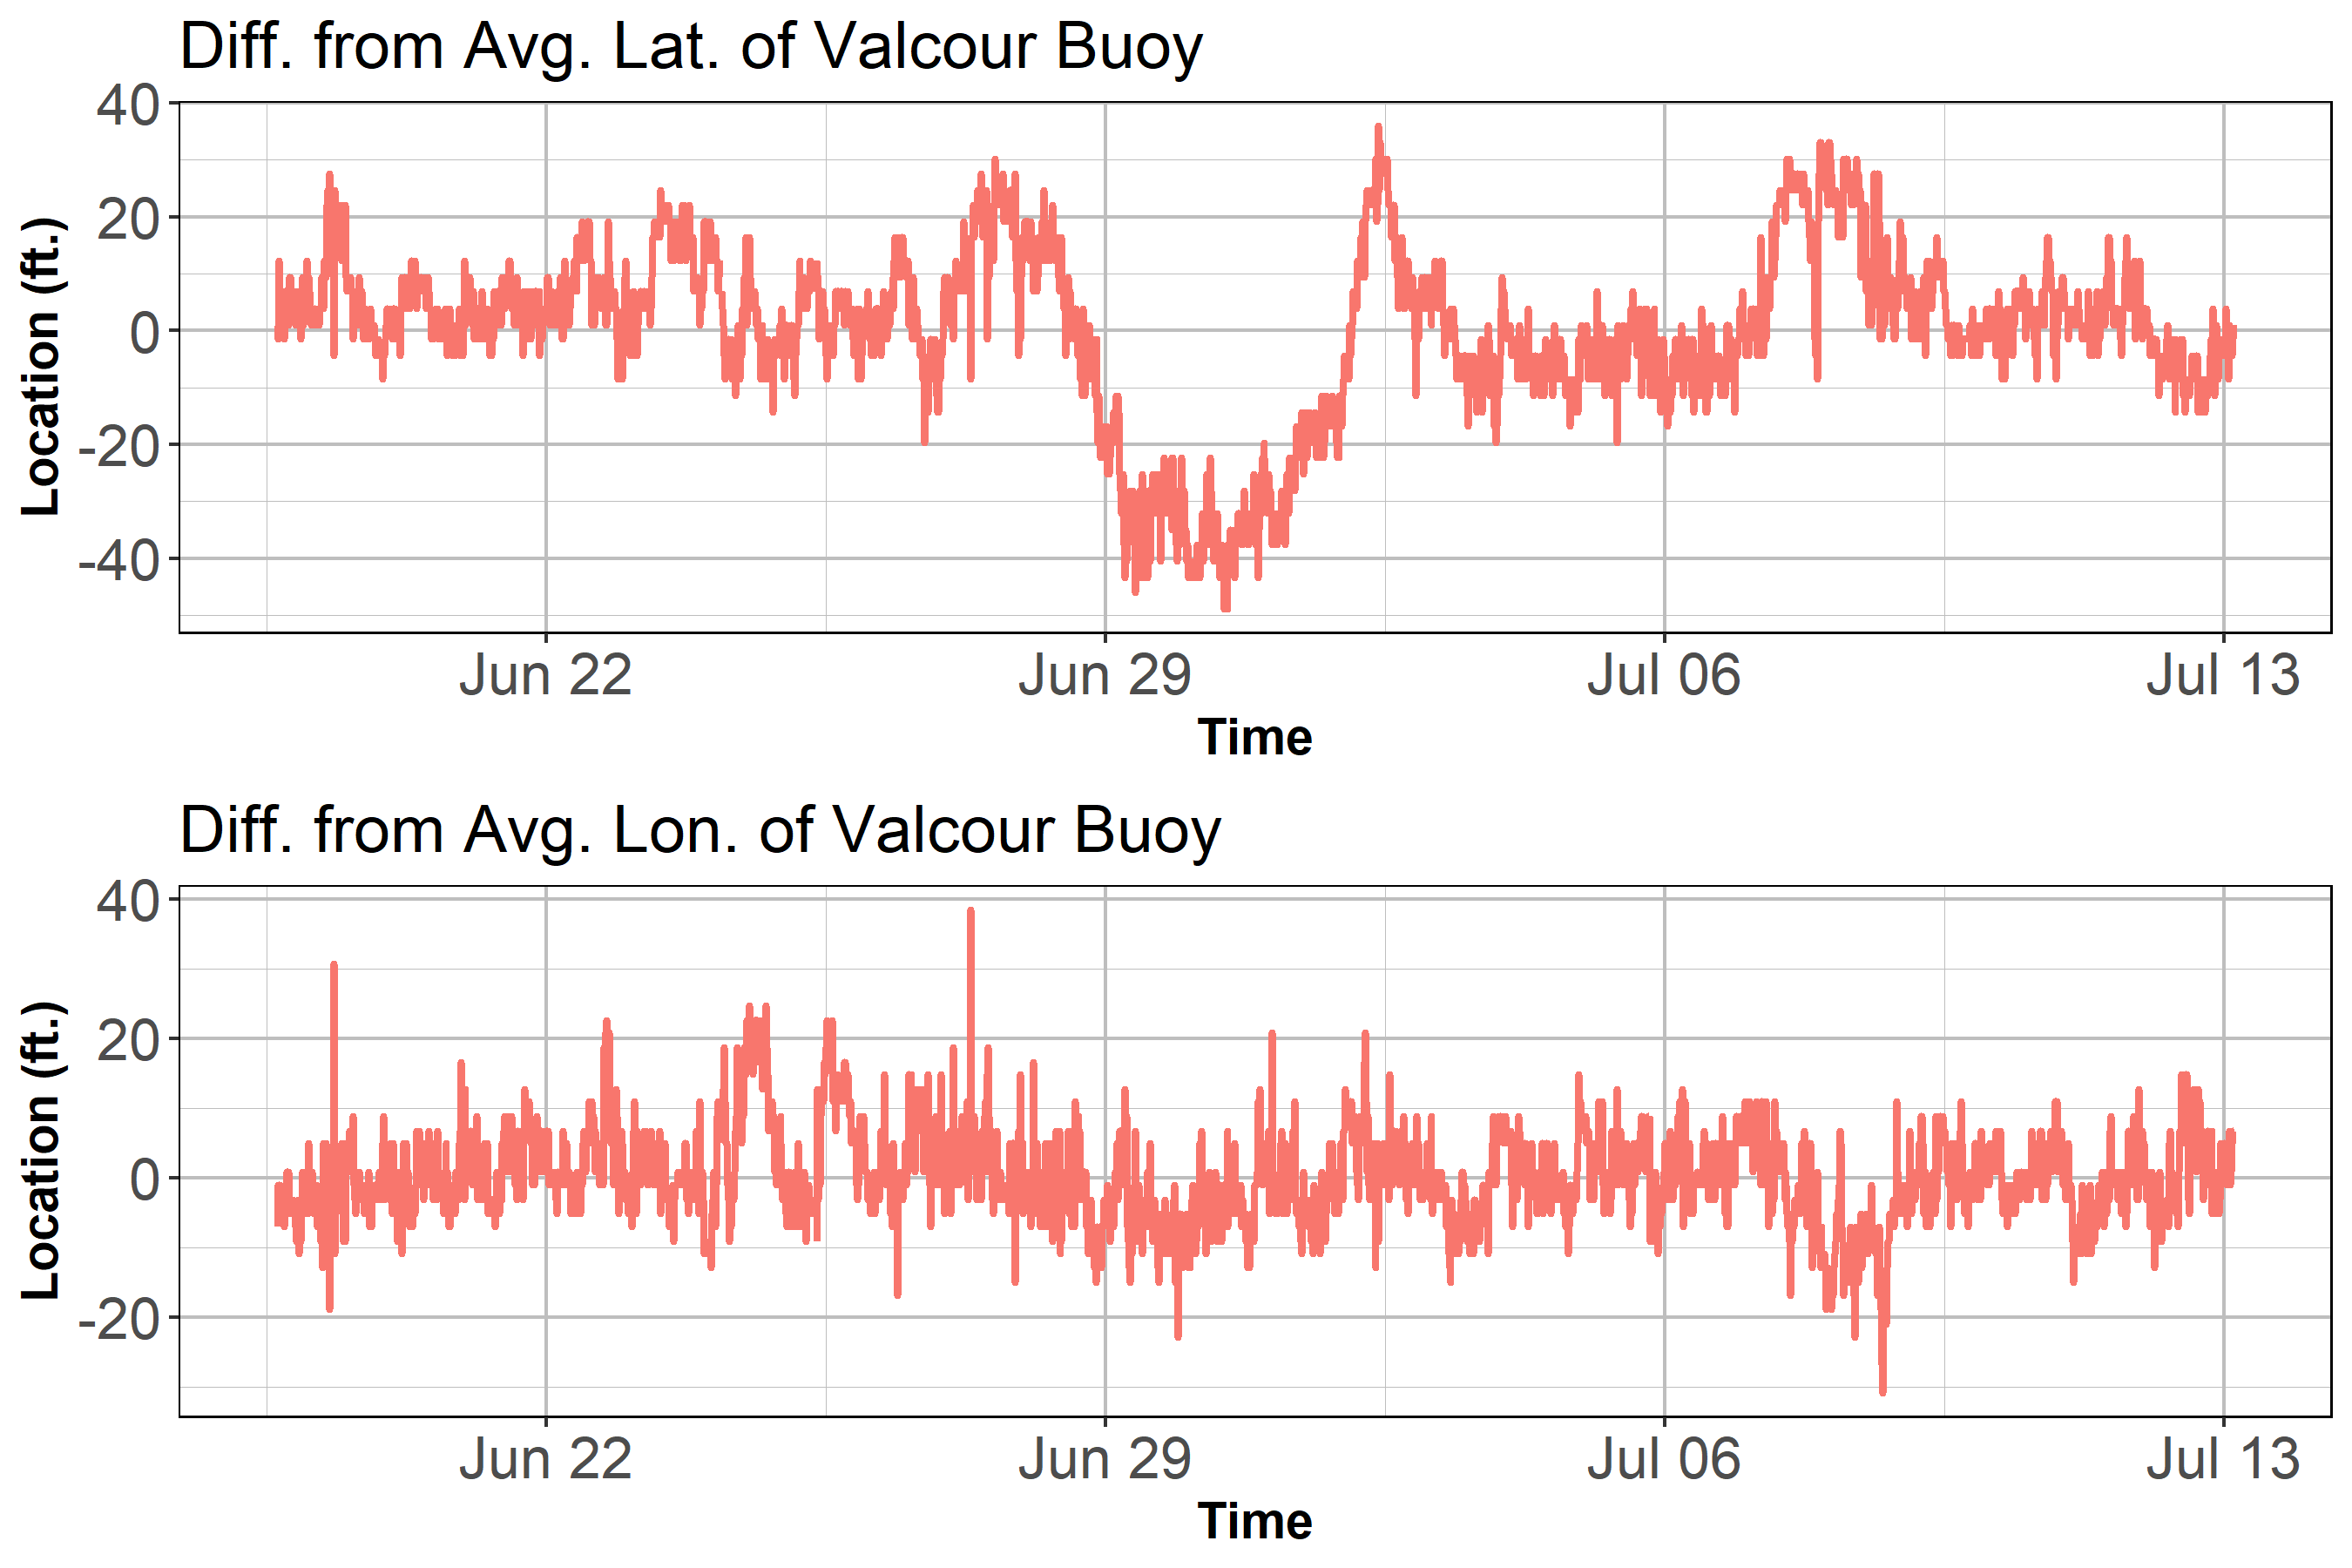 Diff. from Avg. Lat. of Valcour Buoy
Location (ft.)
40
20
0
-20
-40
Jun 22
Jun 29
Jul 06
Jul 13
Time
Diff. from Avg. Lon. of Valcour Buoy
Location (ft.)
40
20
0
-20
Jun 22
Jun 29
Jul 06
Jul 13
Time